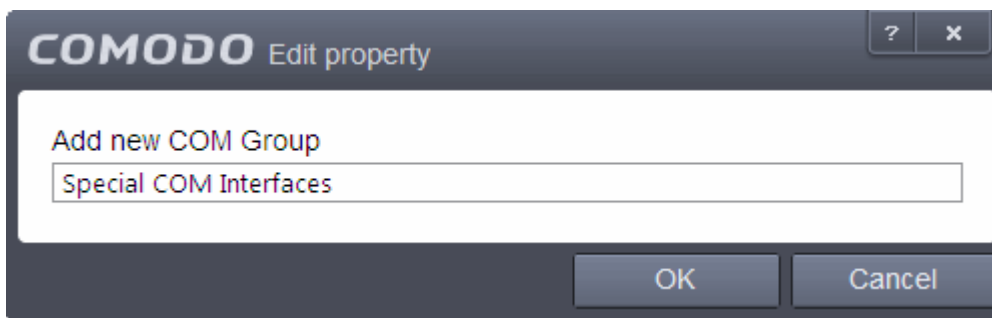 COMODO Edit property ? x
Add new COM Group
Special COM Interfaces
OK Cancel